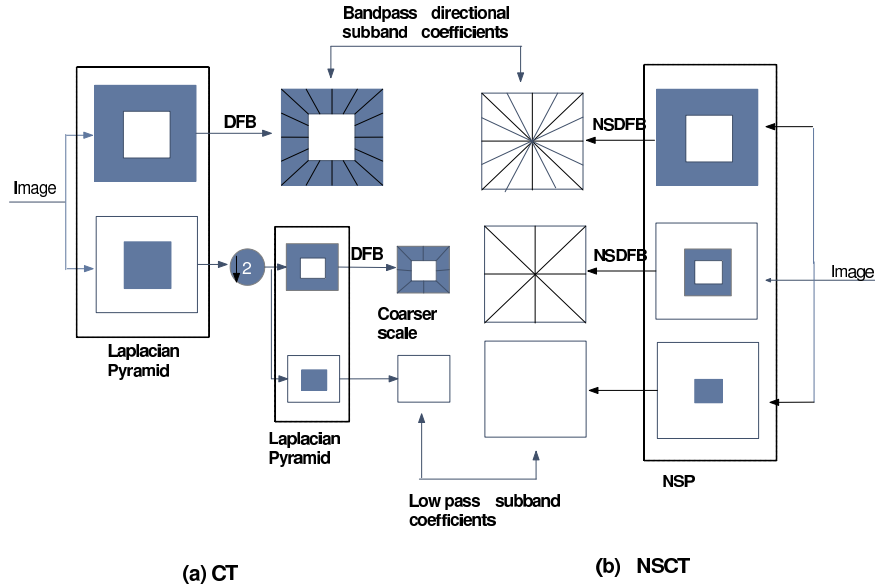 Bandpass directional
subband coefficients
DFB
NSDFB
Image
2
DFB
NSDFB
Image
Coarser
scale
Laplacian
Pyramid
Laplacian
Pyramid
NSP
Low pass subband
coefficients
(a) CT
(b) NSCT